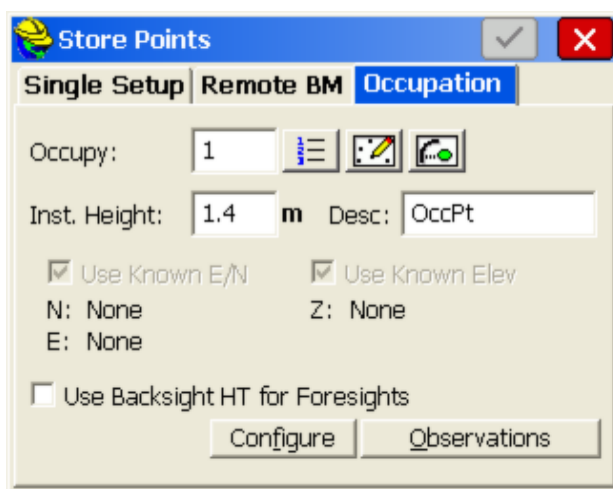 Store Points
Single Setup Remote BM Occupation
Occupy: 1
Inst. Height: 1.4 m Desc: OccPt
Use Known E/N Use Known Elev
N: None Z: None
E: None
Use Backsight HT for Foresights
Configure Observations